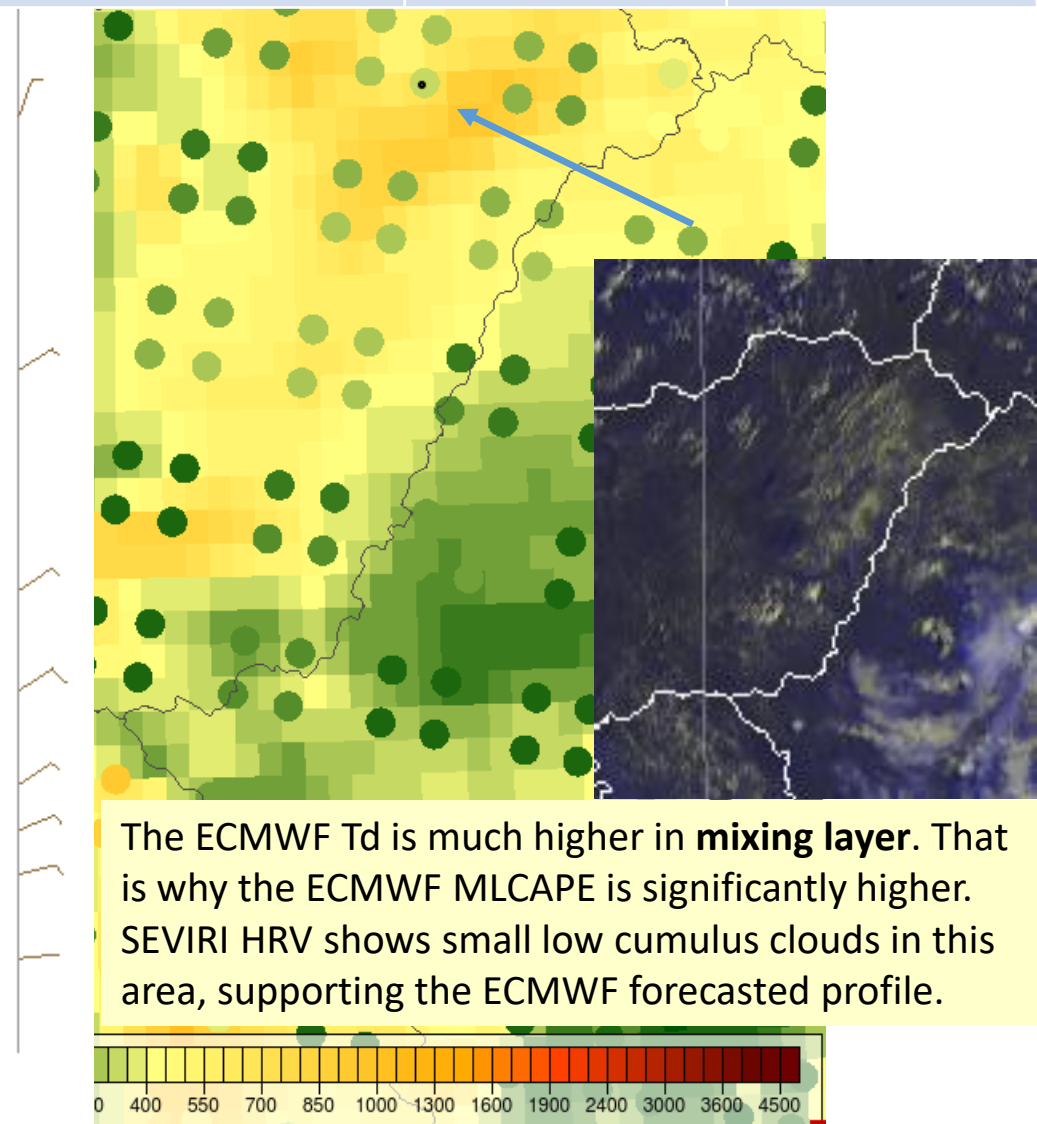 The ECMWF Td is much higher in mixing layer. That
is why the ECMWF MLCAPE is significantly higher.
SEVIRI HRV shows small low cumulus clouds in this
area, supporting the ECMWF forecasted profile.
0 400 550 700 850 1000 1300 1600 1900 2400 3000 3600 4500